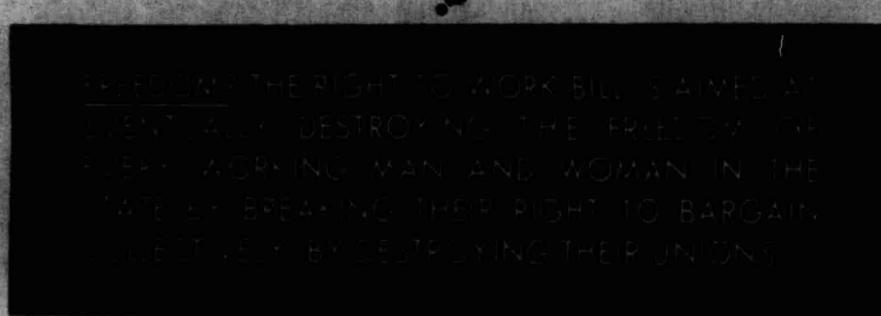 FREEDOM? THE RIGHT TO WORK BILL IS AIMED AT
EVENTUALLY DESTROYING THE FREEDOM OF
EVERY WORKING MAN AND WOMAN IN THE
STATE BY BREAKING THEIR RIGHT TO BARGAIN
COLLECTIVELY BY DESTROYING THEIR UNIONS